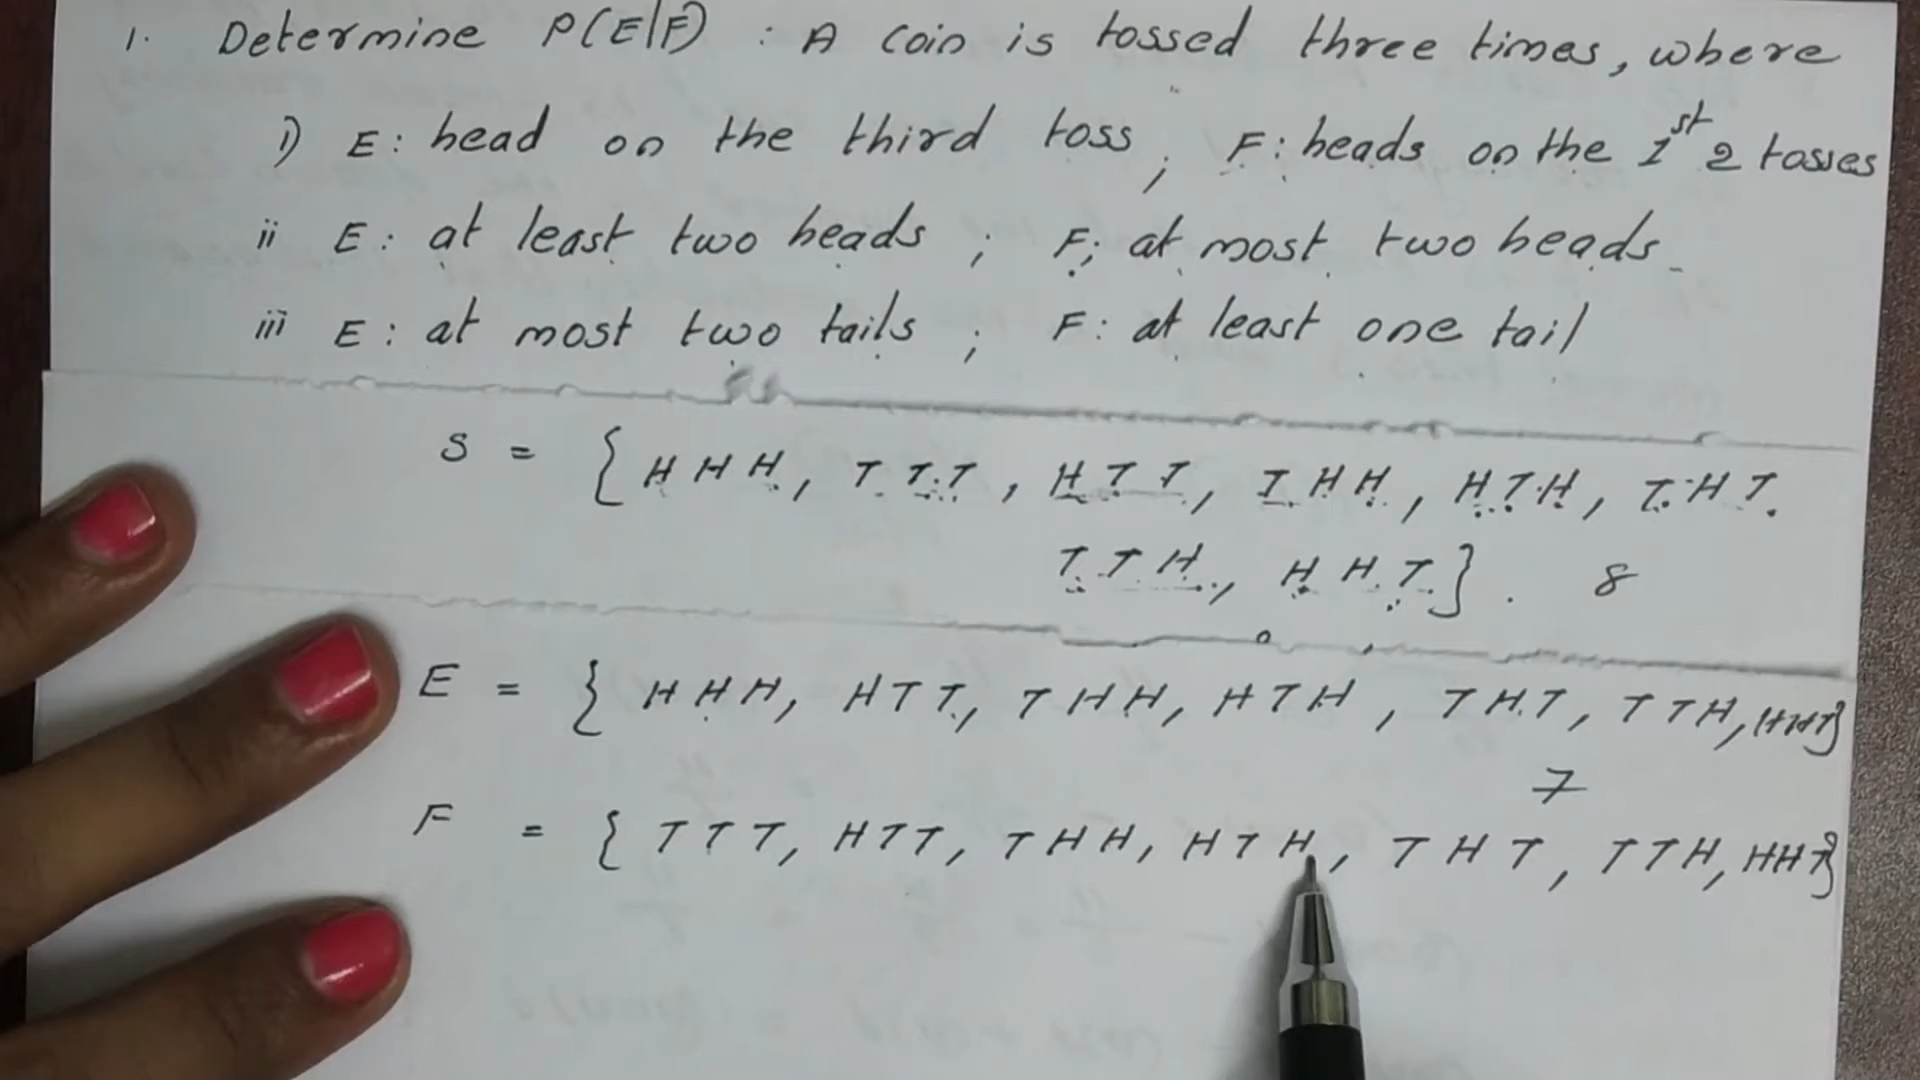 1. Determine P(E|F) : A coin is tossed three times, where
i) E: head on the third toss ; F: heads on the 1st 2 tosses
ii E: at least two heads ; F: at most two heads
iii E: at most two tails ; F: at least one tail
S = { HHH, TTT, HTT, THH, HTH, THT.
TTH, HHT} . 8
E = { HHH, HTT, THH, HTH, THT, TTH, HHT}
7
F = { TTT, HTT, THH, HTH, THT, TTH, HHT}